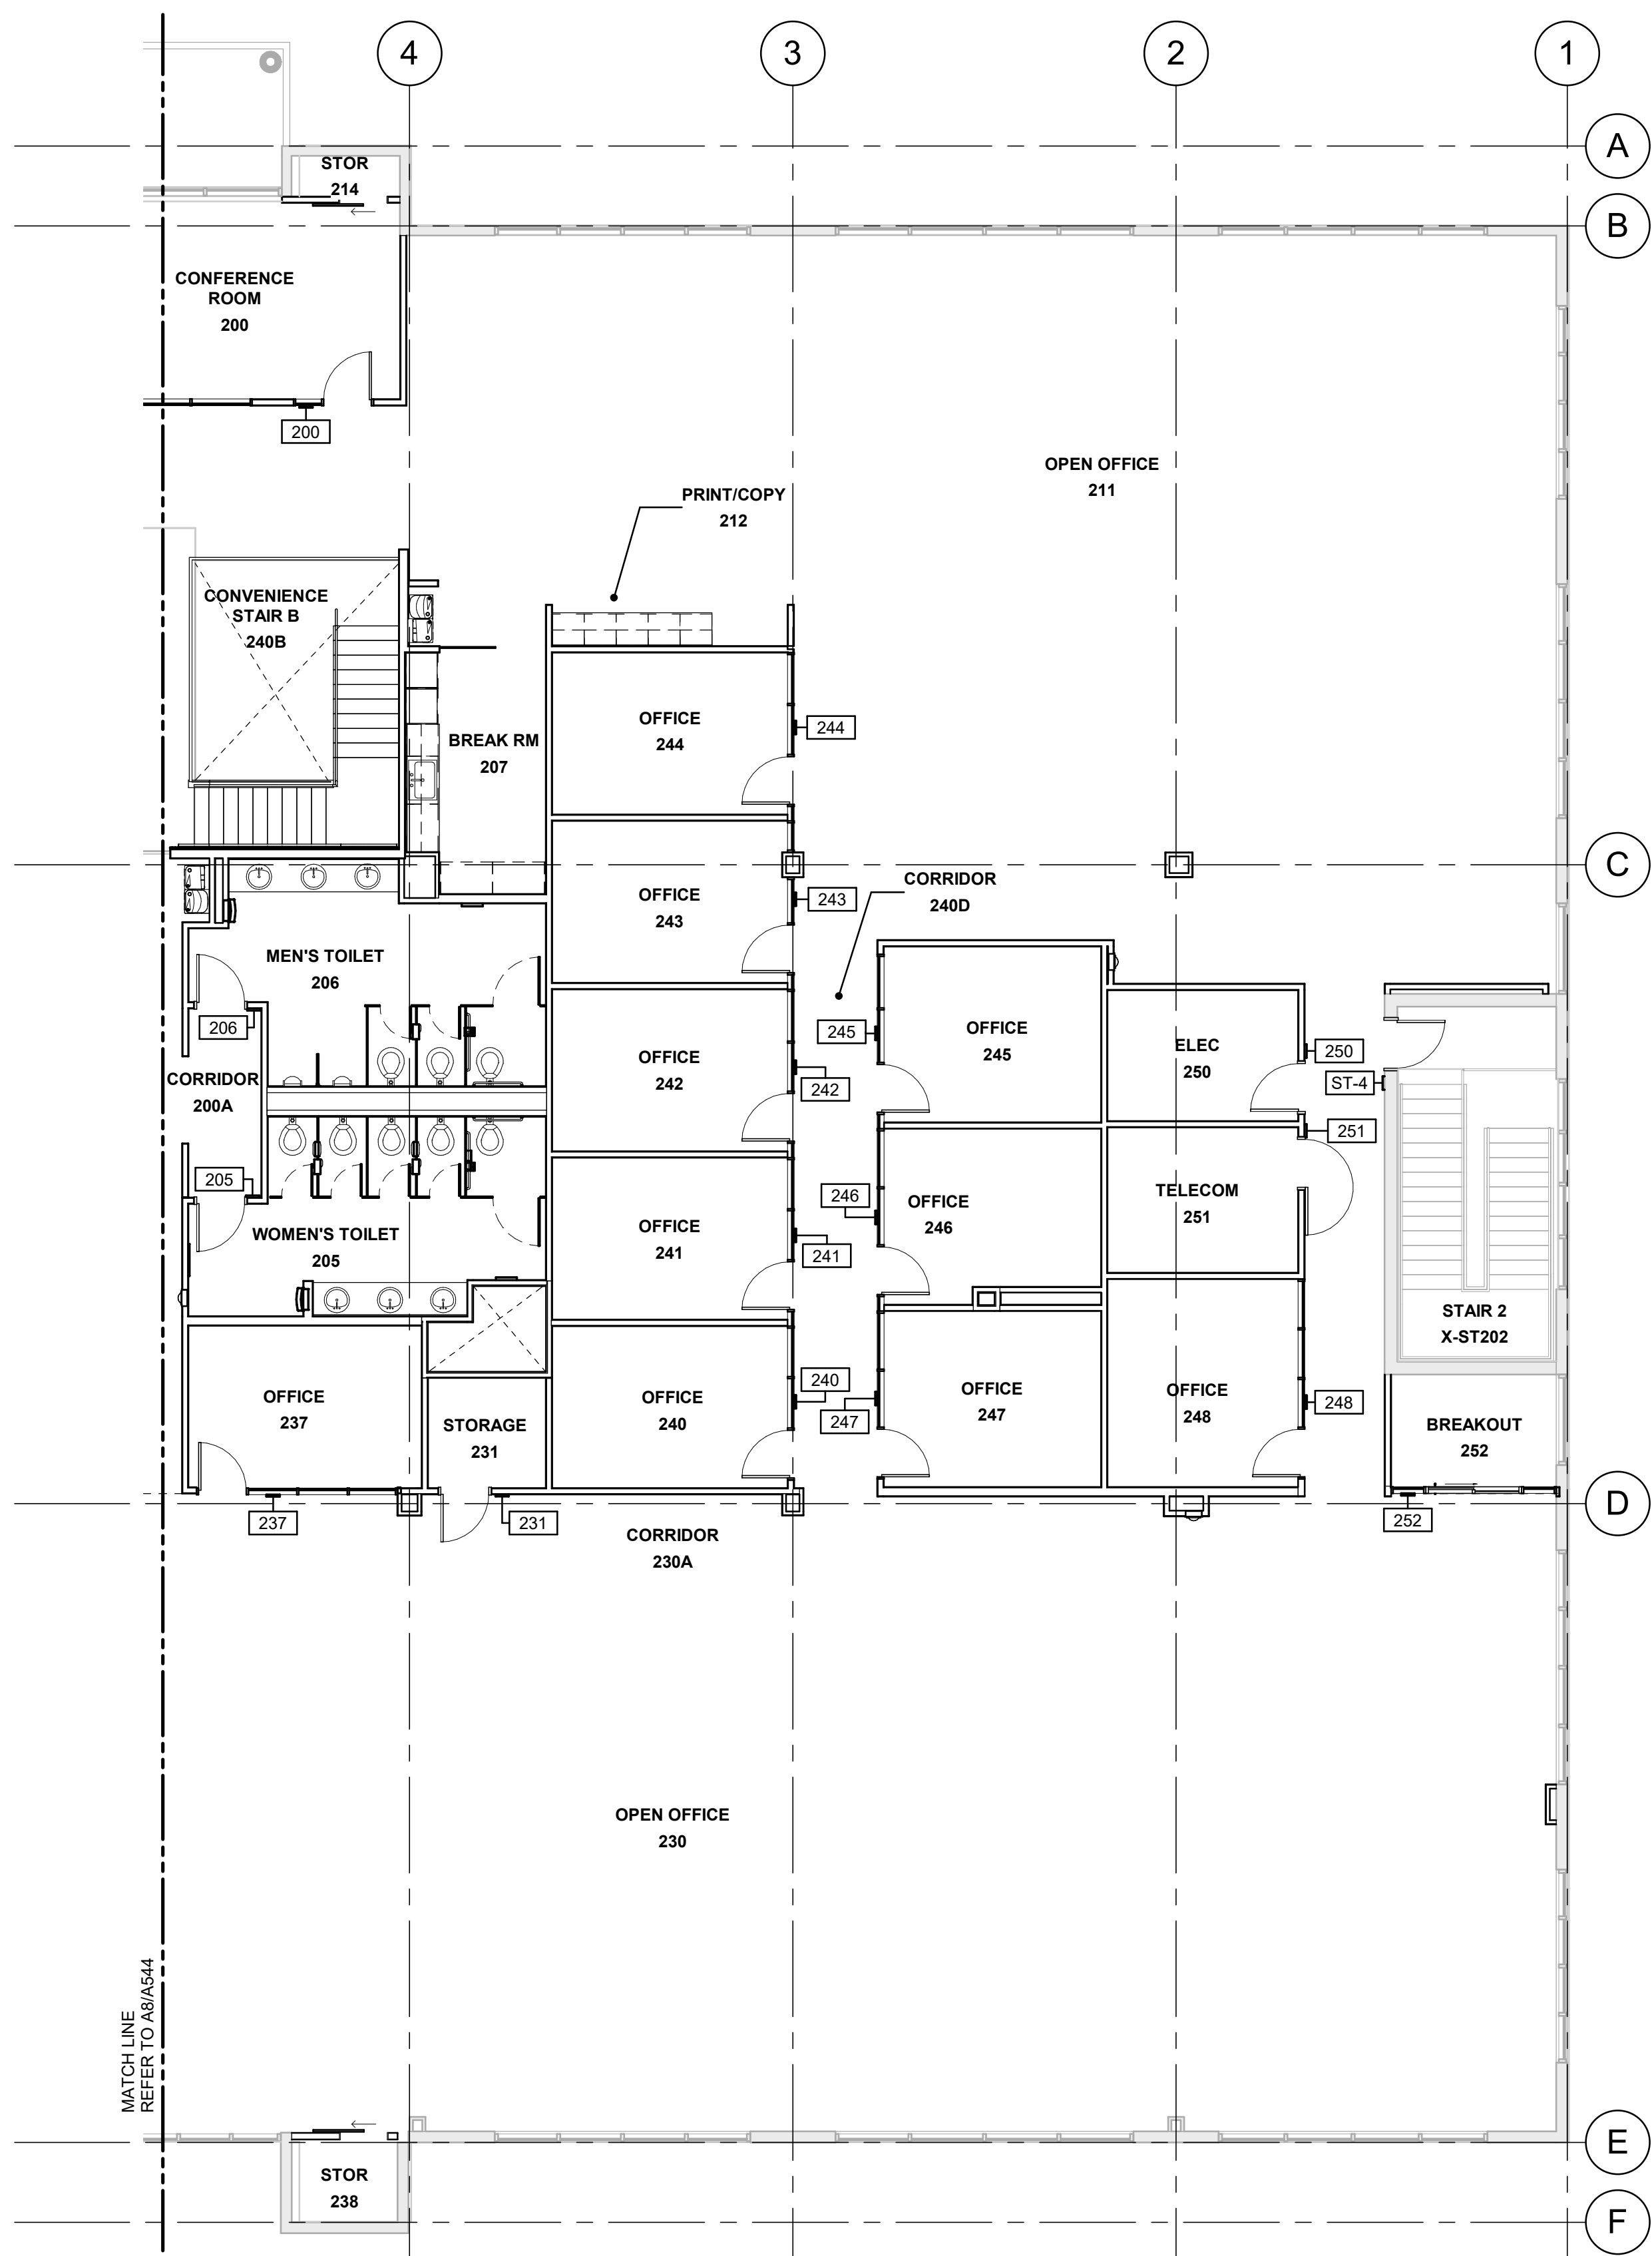 4
3
2
1
A
STOR
214
B
CONFERENCE
ROOM
200
200
OPEN OFFICE
211
PRINT/COPY
212
CONVENIENCE
STAIR B
240B
OFFICE
244
244
BREAK RM
207
C
OFFICE
243
243
CORRIDOR
240D
MEN'S TOILET
206
206
OFFICE
242
242
245
OFFICE
245
ELEC
250
250
ST-4
CORRIDOR
200A
251
205
246
OFFICE
246
TELECOM
251
WOMEN'S TOILET
205
OFFICE
241
241
STAIR 2
X-ST202
OFFICE
237
STORAGE
231
OFFICE
240
240
247
OFFICE
247
OFFICE
248
248
BREAKOUT
252
D
237
231
252
CORRIDOR
230A
OPEN OFFICE
230
MATCH LINE
REFER TO A8/A544
E
STOR
238
F